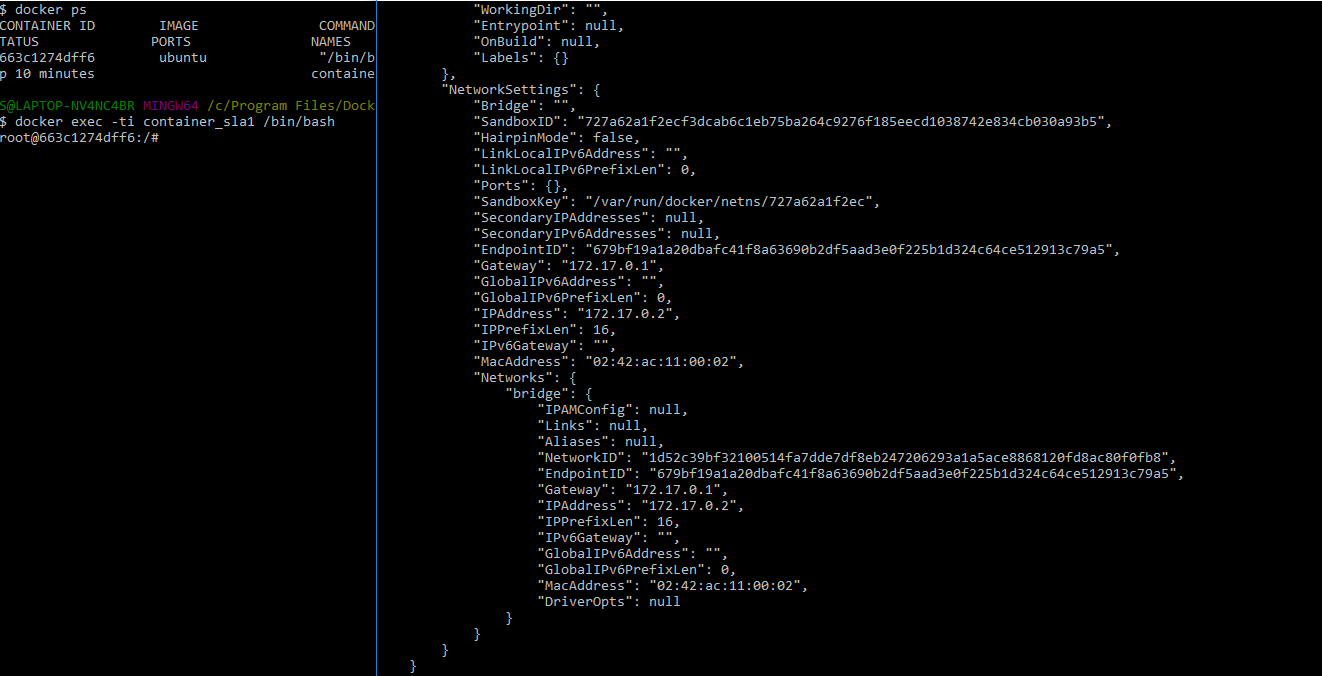 $ docker ps
CONTAINER ID IMAGE COMMAND
TATUS PORTS NAMES
663c1274dff6 ubuntu "/bin/b
p 10 minutes containe
S@LAPTOP-NV4NC4BR MINGW64 /c/Program Files/Dock
$ docker exec -ti container_sla1 /bin/bash
root@663c1274dff6:/#
"WorkingDir": "",
"Entrypoint": null,
"OnBuild": null,
"Labels": {}
},
"NetworkSettings": {
"Bridge": "",
"SandboxID": "727a62a1f2ecf3dcab6c1eb75ba264c9276f185eecd1038742e834cb030a93b5",
"HairpinMode": false,
"LinkLocalIPv6Address": "",
"LinkLocalIPv6PrefixLen": 0,
"Ports": {},
"SandboxKey": "/var/run/docker/netns/727a62a1f2ec",
"SecondaryIPAddresses": null,
"SecondaryIPv6Addresses": null,
"EndpointID": "679bf19a1a20dbafc41f8a63690b2df5aad3e0f225b1d324c64ce512913c79a5",
"Gateway": "172.17.0.1",
"GlobalIPv6Address": "",
"GlobalIPv6PrefixLen": 0,
"IPAddress": "172.17.0.2",
"IPPrefixLen": 16,
"IPv6Gateway": "",
"MacAddress": "02:42:ac:11:00:02",
"Networks": {
"bridge": {
"IPAMConfig": null,
"Links": null,
"Aliases": null,
"NetworkID": "1d52c39bf32100514fa7dde7df8eb247206293a1a5ace8868120fd8ac80f0fb8",
"EndpointID": "679bf19a1a20dbafc41f8a63690b2df5aad3e0f225b1d324c64ce512913c79a5",
"Gateway": "172.17.0.1",
"IPAddress": "172.17.0.2",
"IPPrefixLen": 16,
"IPv6Gateway": "",
"GlobalIPv6Address": "",
"GlobalIPv6PrefixLen": 0,
"MacAddress": "02:42:ac:11:00:02",
"DriverOpts": null
}
}
}
}